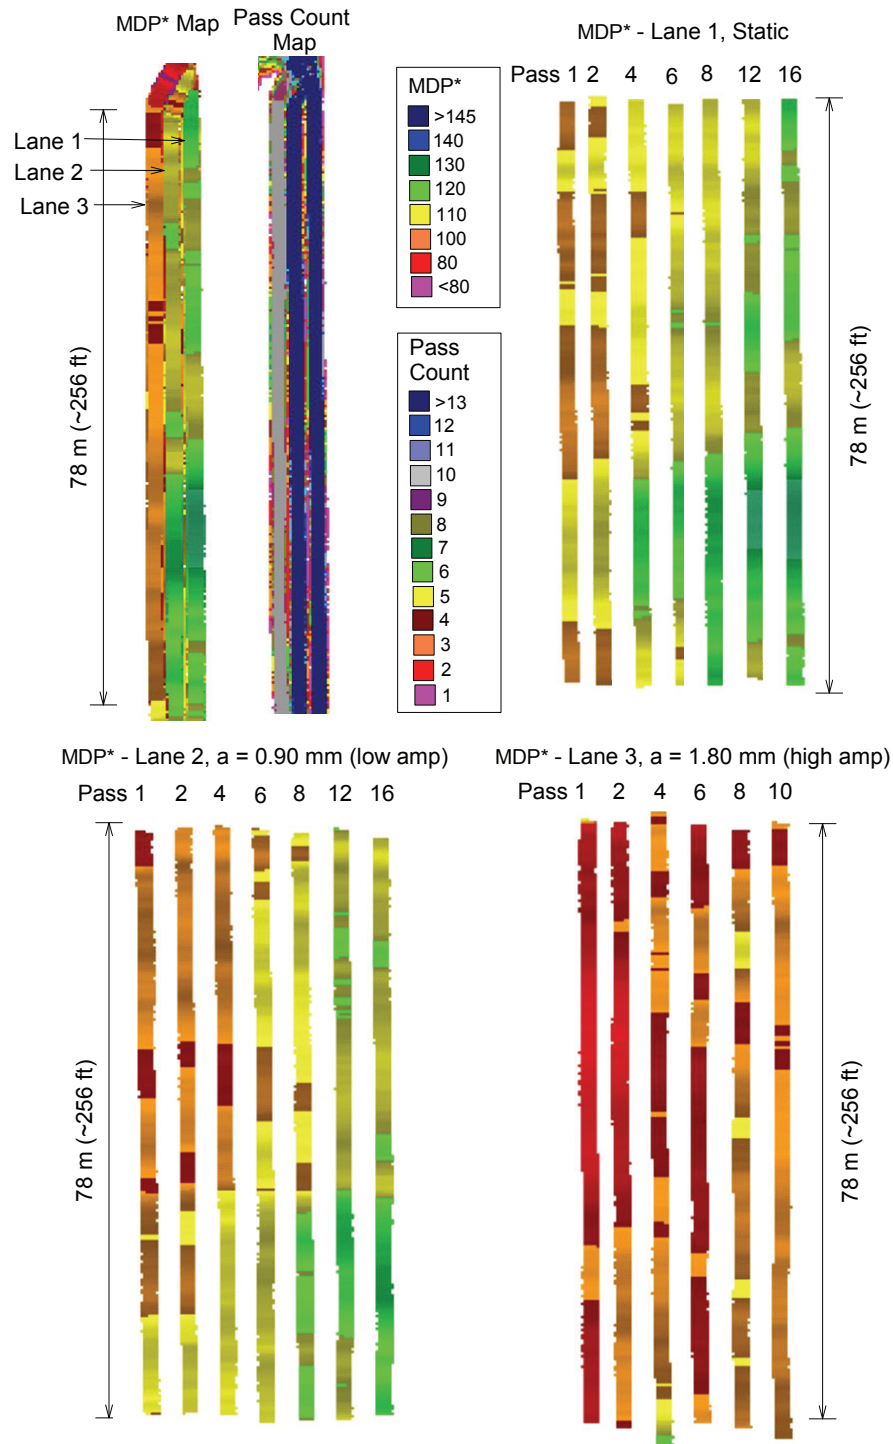 MDP* Map
Pass Count
Map
Lane 1
Lane 2
Lane 3
78 m (~256 ft)
MDP*
>145
140
130
120
110
100
80
<80
Pass
Count
>13
12
11
10
9
8
7
6
5
4
3
2
1
MDP* - Lane 1, Static
Pass 1 2 4 6 8 12 16
78 m (~256 ft)
MDP* - Lane 2, a = 0.90 mm (low amp)
Pass 1 2 4 6 8 12 16
78 m (~256 ft)
MDP* - Lane 3, a = 1.80 mm (high amp)
Pass 1 2 4 6 8 10
78 m (~256 ft)